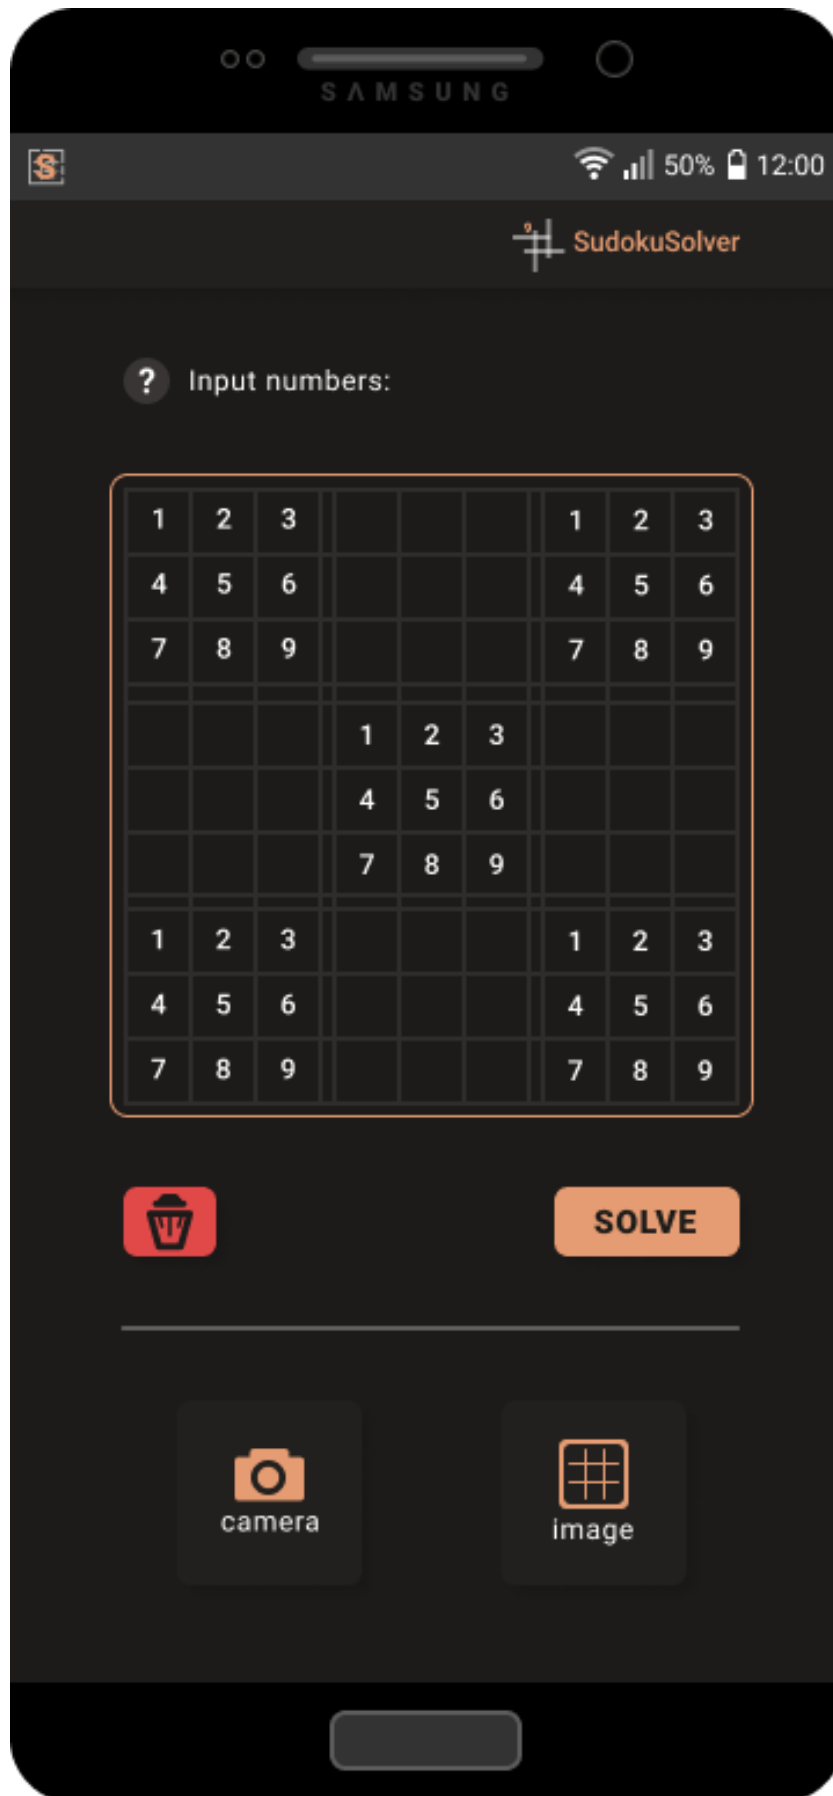 SAMSUNG
S 50% 12:00
9 SudokuSolver
? Input numbers:
1 2 3 1 2 3
4 5 6 4 5 6
7 8 9 7 8 9
1 2 3
4 5 6
7 8 9
1 2 3 1 2 3
4 5 6 4 5 6
7 8 9 7 8 9
SOLVE
camera
image